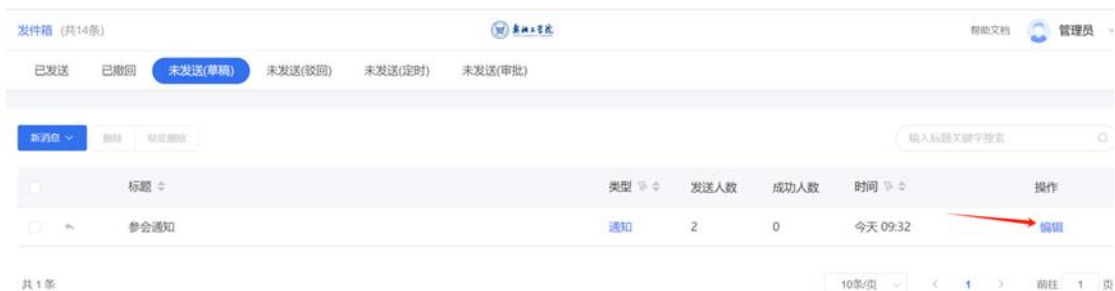 发件箱 (共14条)
帮助文档 管理员
已发送 已撤回 未发送(草稿) 未发送(驳回) 未发送(定时) 未发送(审批)
新消息 删除 彻底删除 输入标题关键字搜索
标题 类型 发送人数 成功人数 时间 操作
参会通知 通知 2 0 今天 09:32 编辑
共 1 条 10条/页 1 前往 1 页